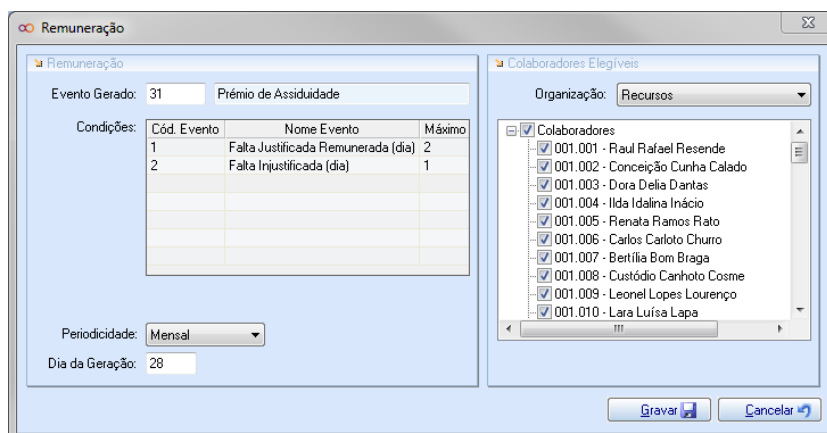 Remuneração
Remuneração
Evento Gerado: 31 Prémio de Assiduidade
Condições:
Cód. Evento Nome Evento Máximo
1 Falta Justificada Remunerada (dia) 2
2 Falta Injustificada (dia) 1
Periodicidade: Mensal
Dia da Geração: 28
Colaboradores Elegíveis
Organização: Recursos
Colaboradores
001.001 - Raul Rafael Resende
001.002 - Conceição Cunha Calado
001.003 - Dora Delia Dantas
001.004 - Ilda Idalina Inácio
001.005 - Renata Ramos Rato
001.006 - Carlos Carloto Churro
001.007 - Bertília Bom Braga
001.008 - Custódio Canhoto Cosme
001.009 - Leonel Lopes Lourenço
001.010 - Lara Luísa Lapa
Gravar Cancelar